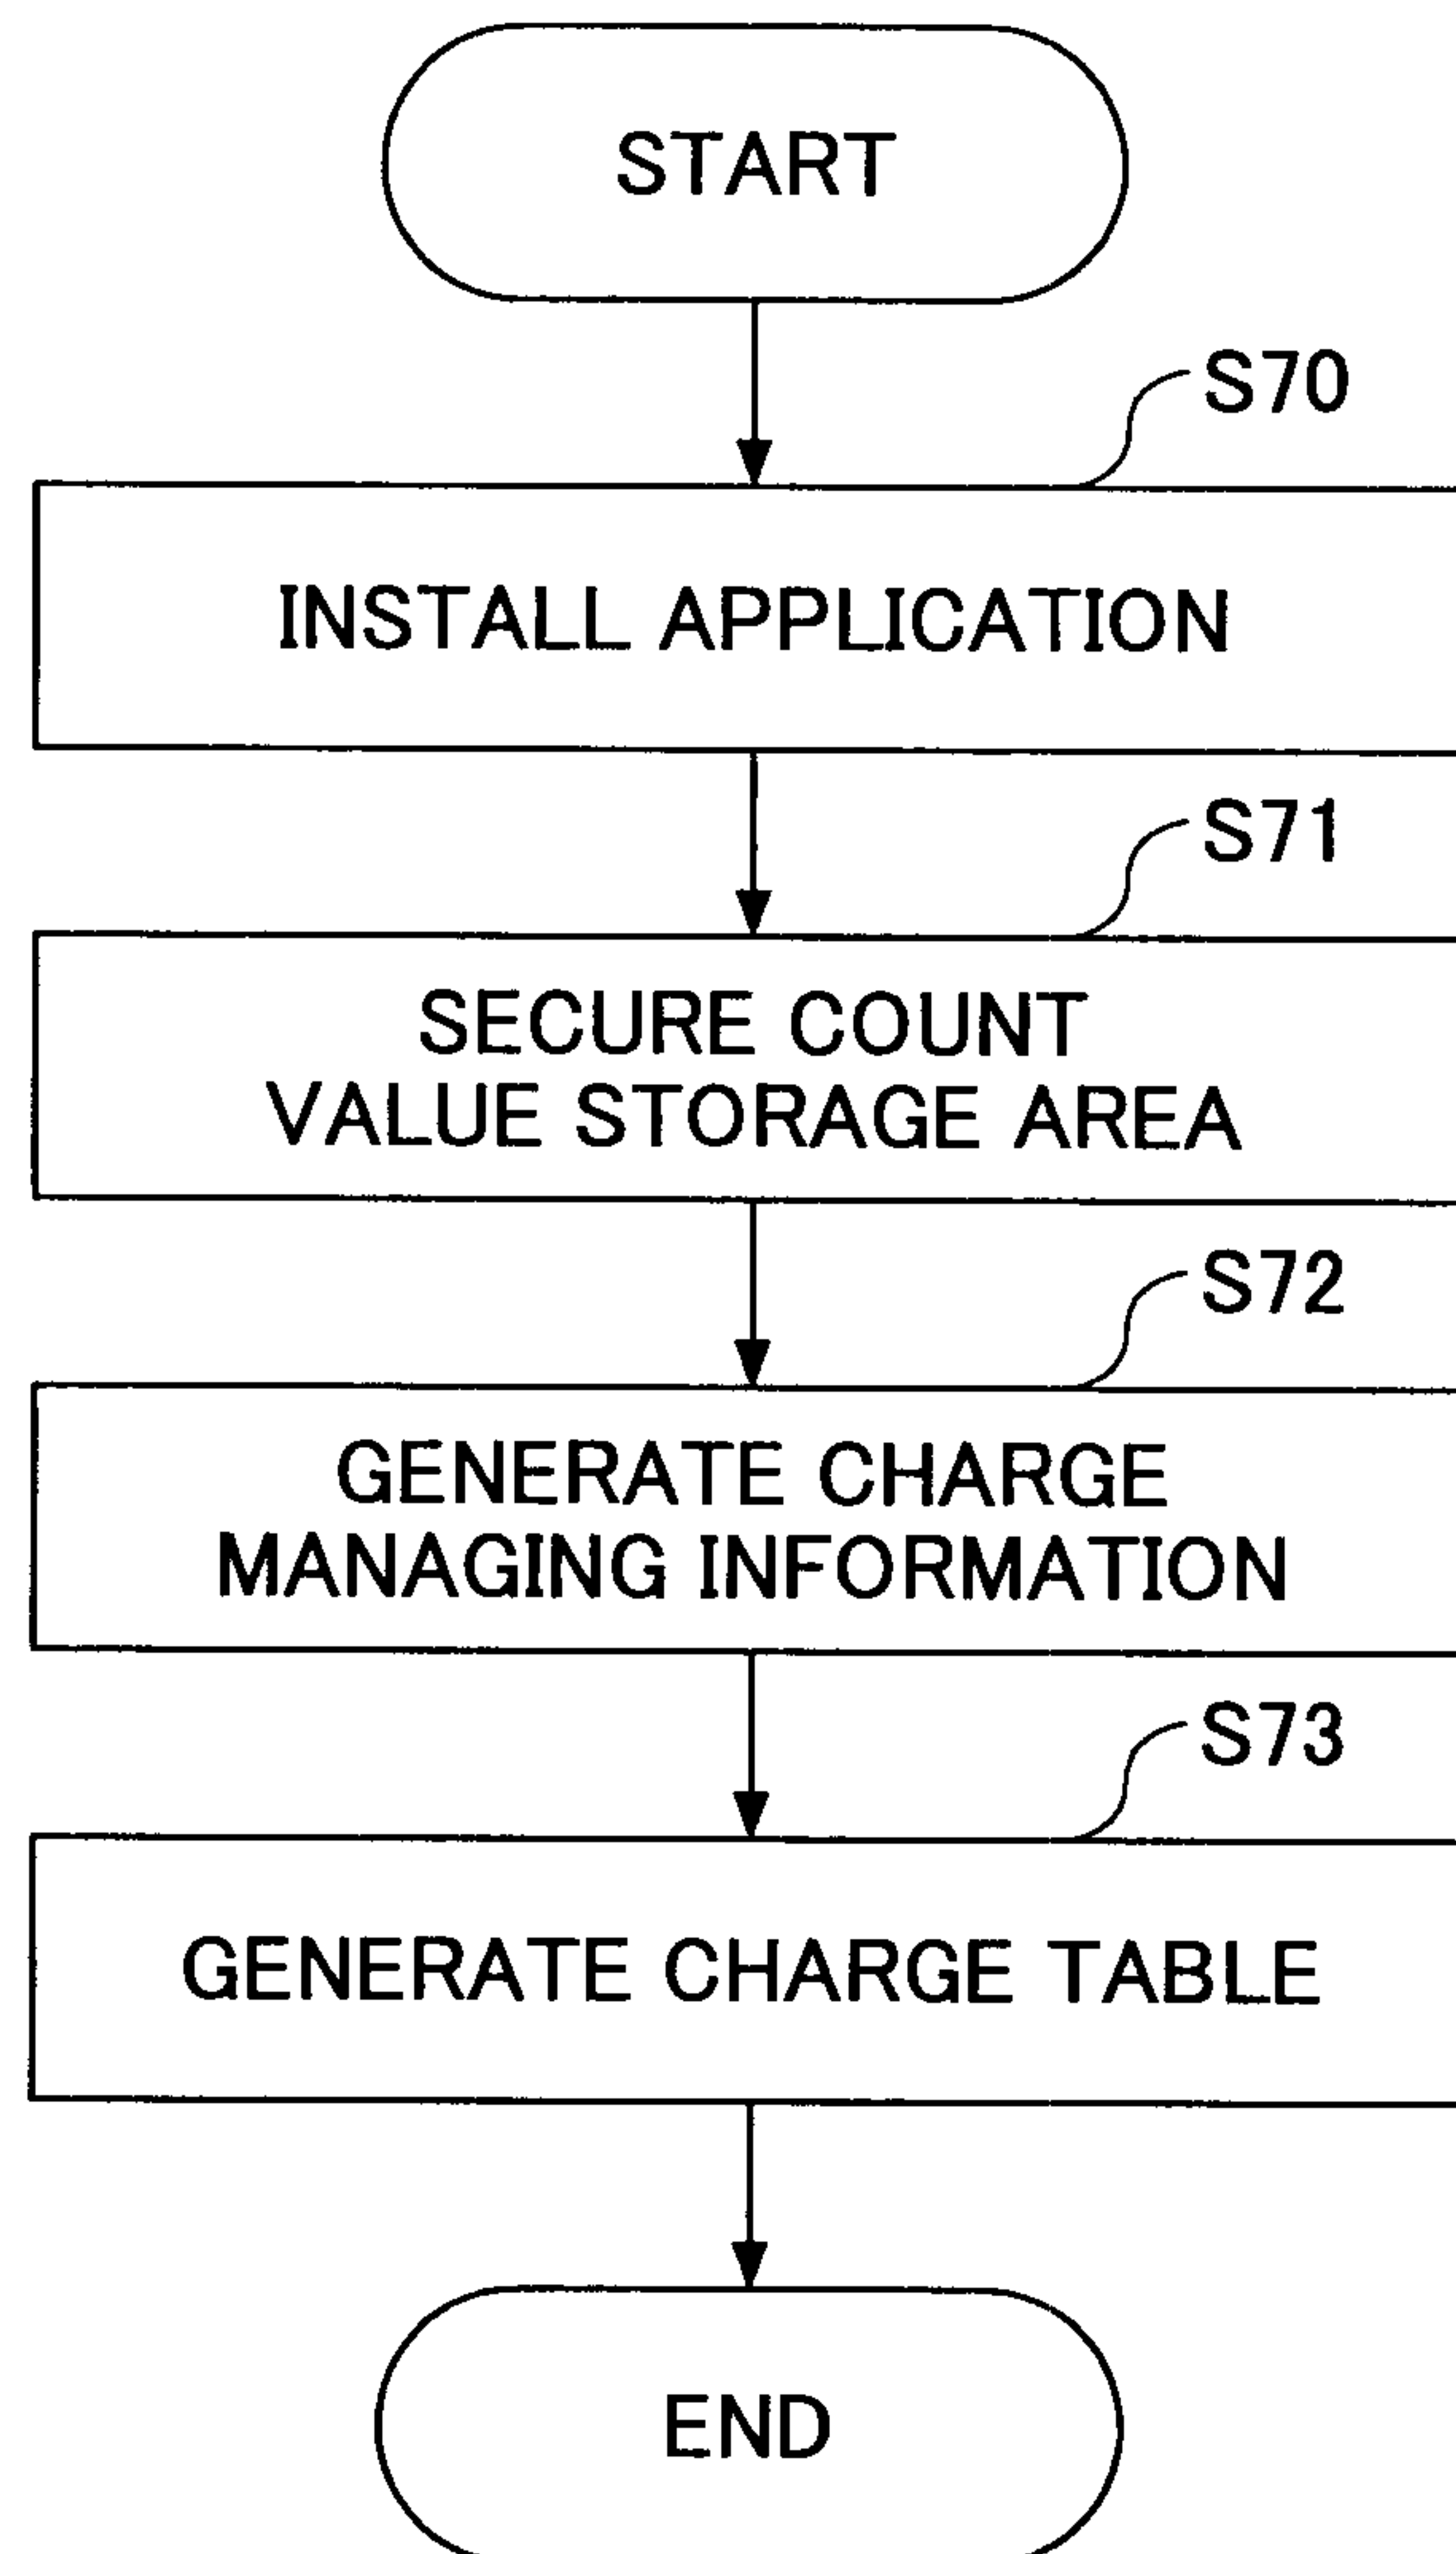 START
S70
INSTALL APPLICATION
S71
SECURE COUNT
VALUE STORAGE AREA
S72
GENERATE CHARGE
MANAGING INFORMATION
S73
GENERATE CHARGE TABLE
END